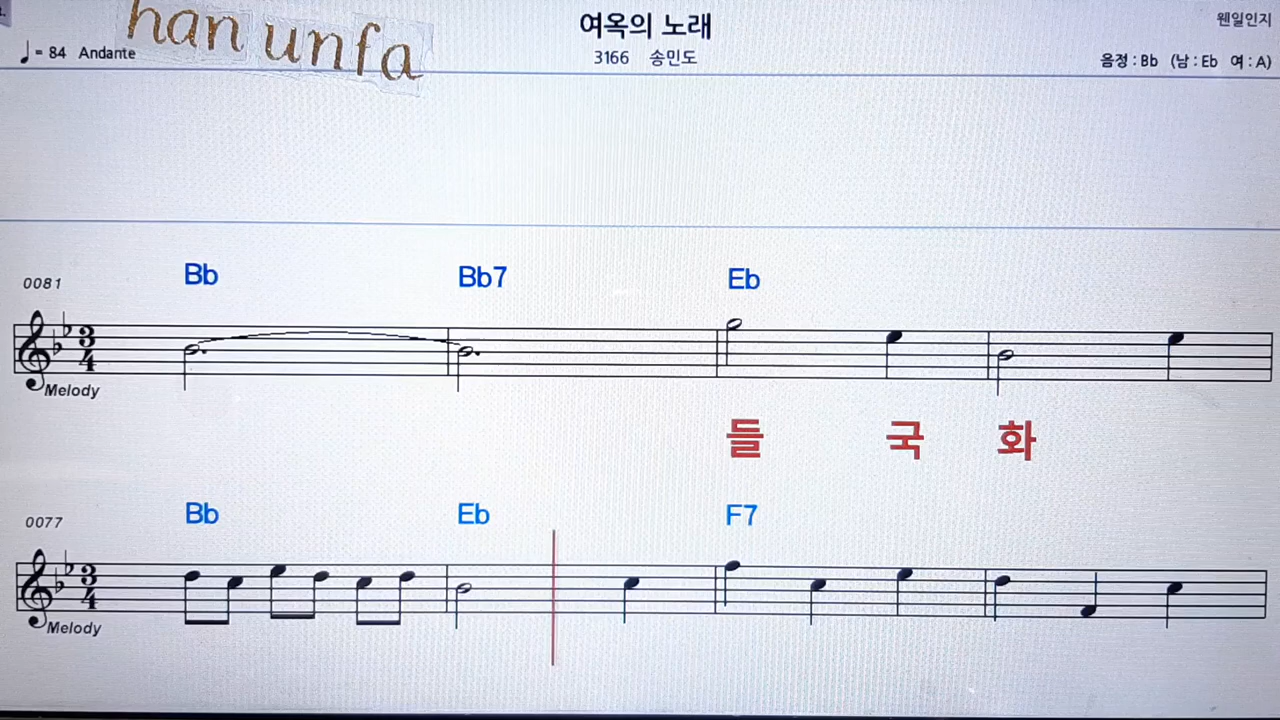 han unfa
여옥의 노래
웬일인지
♩= 84 Andante
3166 송민도
음정 : Bb (남 : Eb 여 : A)
0081
Bb Bb7 Eb
3
4
Melody
들 국 화
0077
Bb Eb F7
3
4
Melody